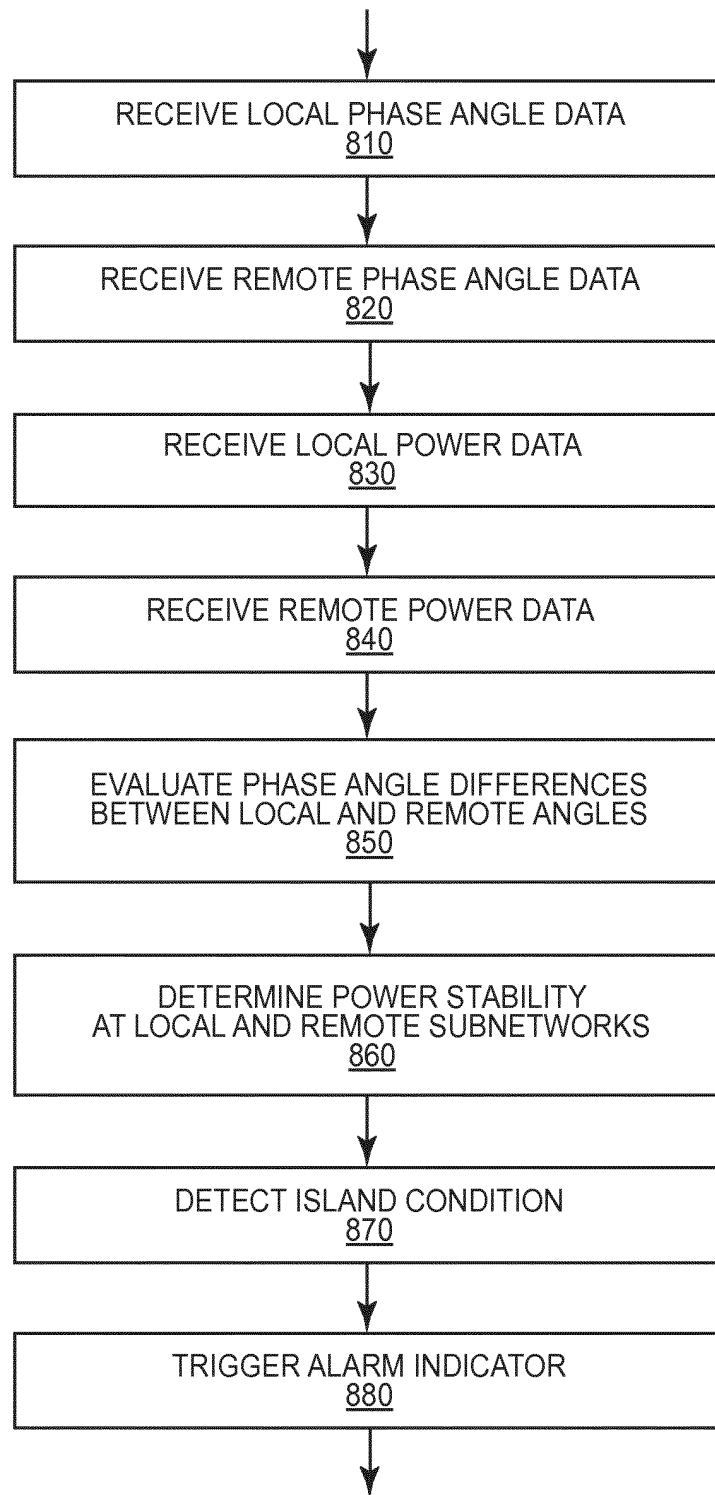 RECEIVE LOCAL PHASE ANGLE DATA
810
RECEIVE REMOTE PHASE ANGLE DATA
820
RECEIVE LOCAL POWER DATA
830
RECEIVE REMOTE POWER DATA
840
EVALUATE PHASE ANGLE DIFFERENCES
BETWEEN LOCAL AND REMOTE ANGLES
850
DETERMINE POWER STABILITY
AT LOCAL AND REMOTE SUBNETWORKS
860
DETECT ISLAND CONDITION
870
TRIGGER ALARM INDICATOR
880